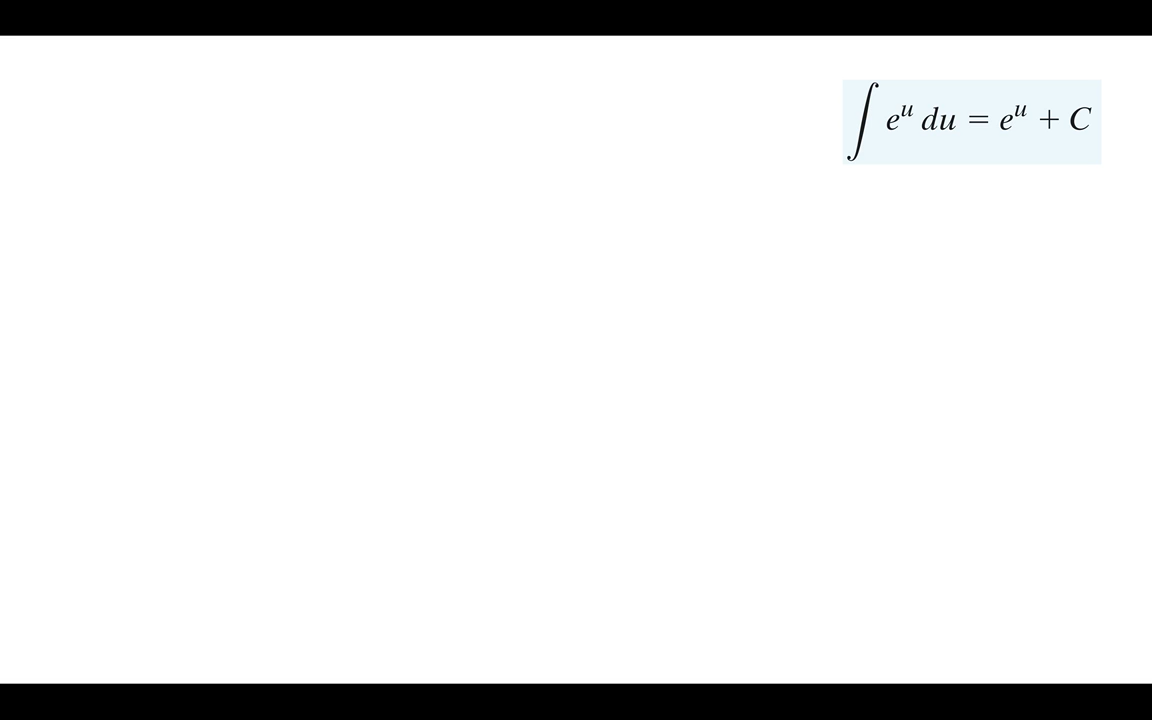 ∫ e^u du = e^u + C